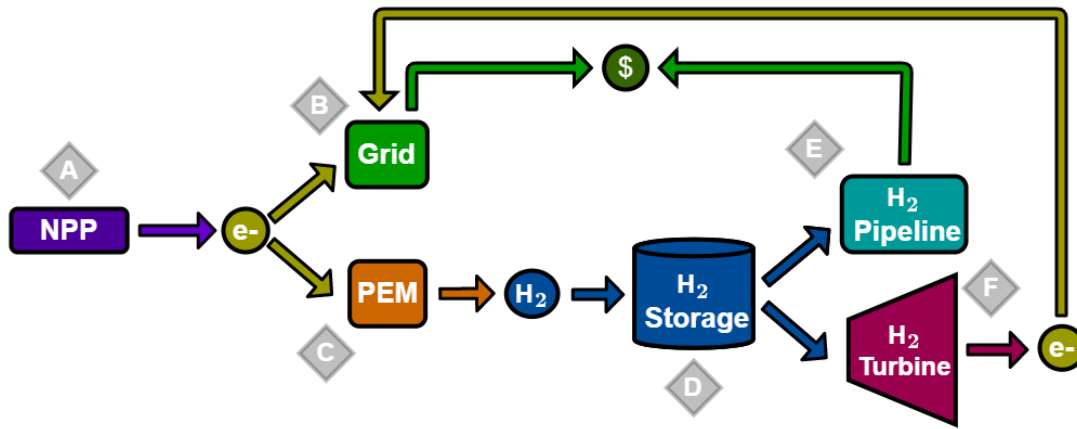 $
B
Grid
A
E
NPP
e-
H₂
Pipeline
PEM
H₂
H₂
Storage
F
C
H₂
Turbine
e-
D